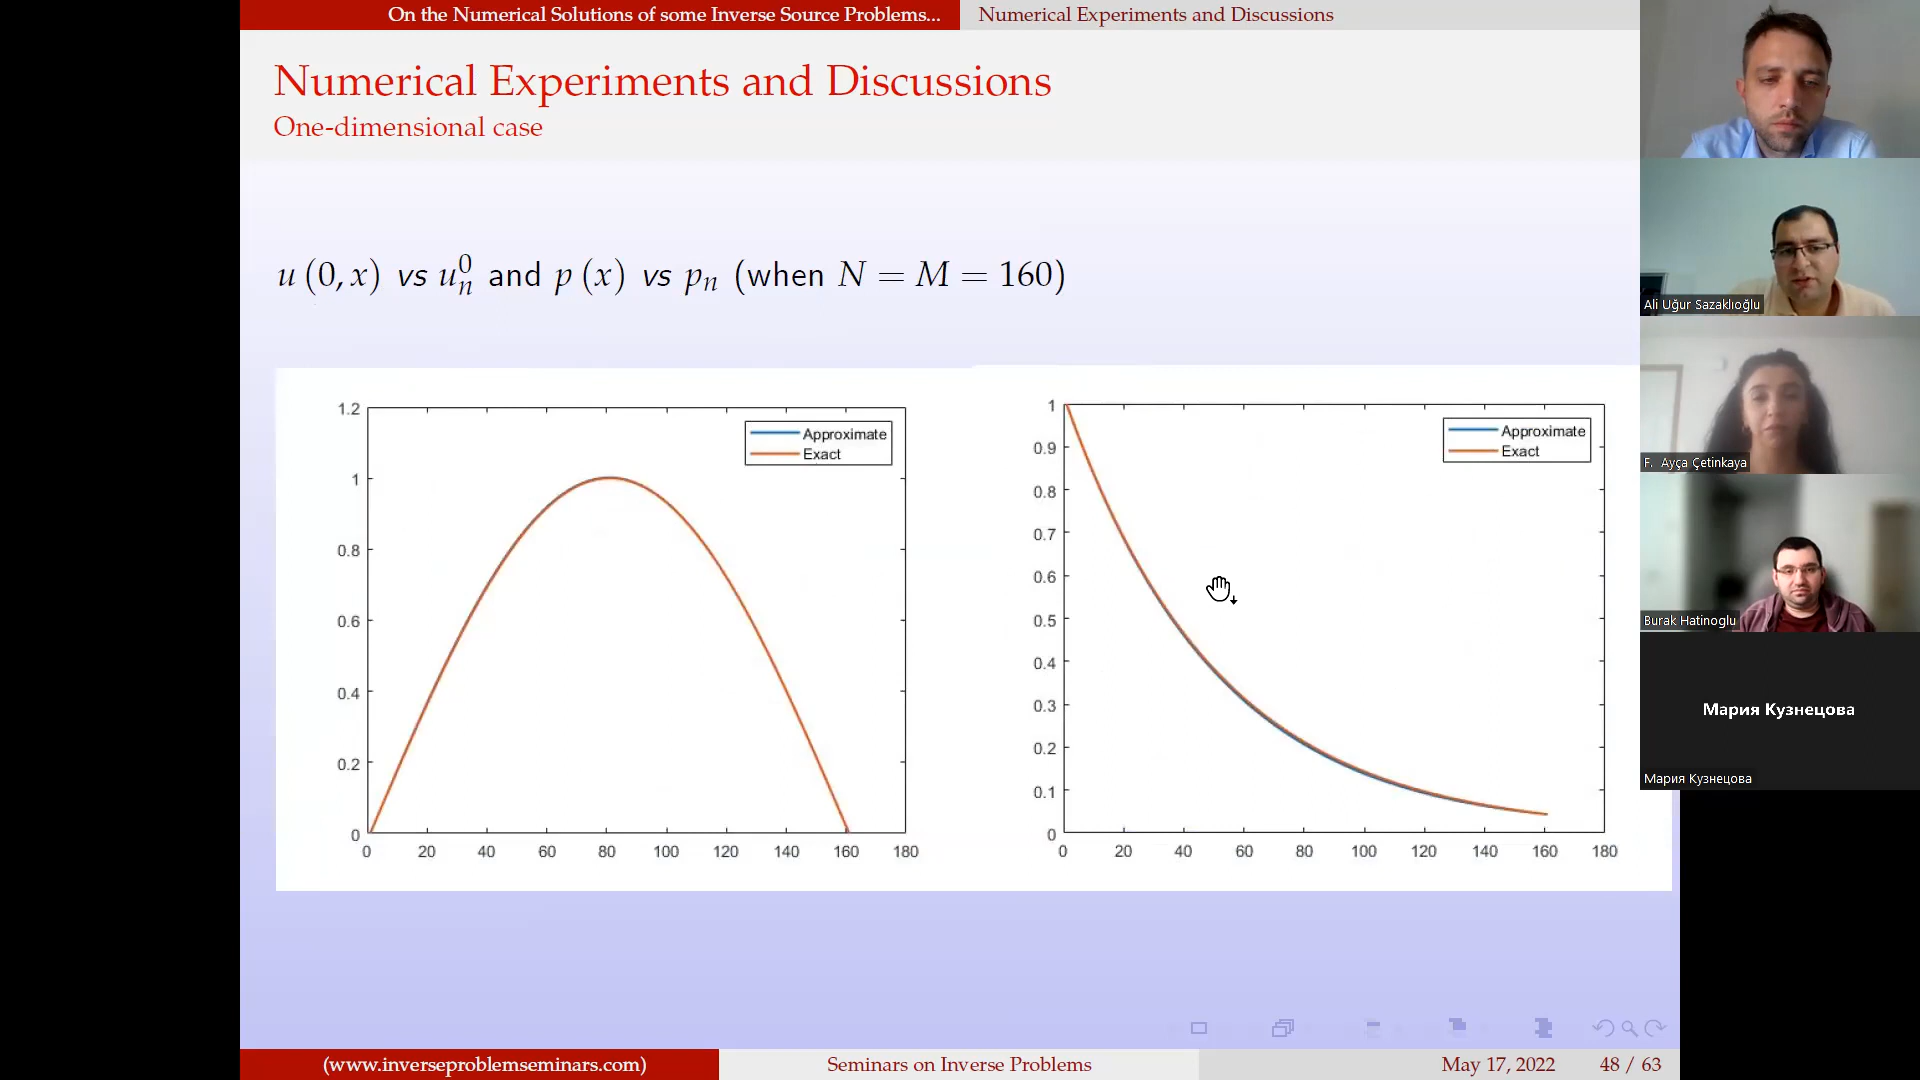 On the Numerical Solutions of some Inverse Source Problems... Numerical Experiments and Discussions
Numerical Experiments and Discussions
One-dimensional case
u (0, x) vs u_n^0 and p (x) vs p_n (when N = M = 160)
1.2
1
0.8
0.6
0.4
0.2
0
0 20 40 60 80 100 120 140 160 180
Approximate
Exact
1
0.9
0.8
0.7
0.6
0.5
0.4
0.3
0.2
0.1
0
0 20 40 60 80 100 120 140 160 180
Approximate
Exact
Ali Uğur Sazaklıoğlu
F. Ayça Çetinkaya
Burak Hatinoglu
Мария Кузнецова
Мария Кузнецова
(www.inverseproblemseminars.com) Seminars on Inverse Problems May 17, 2022 48 / 63